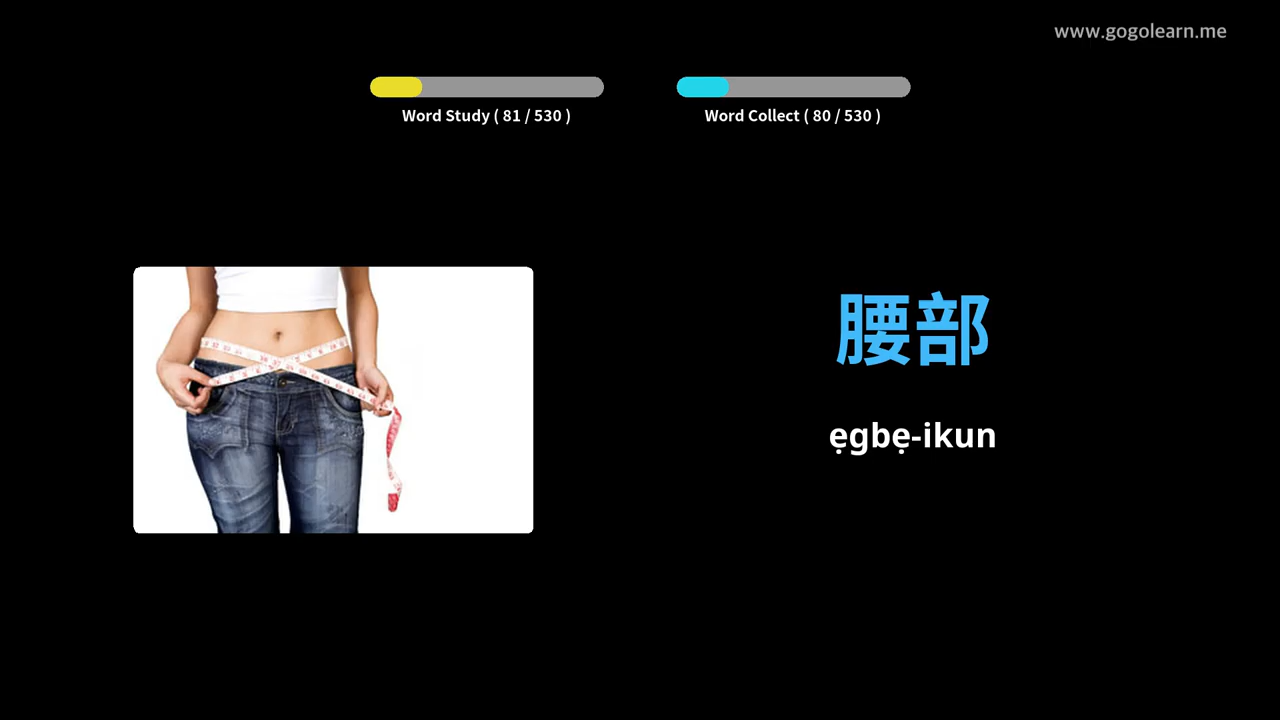 www.gogolearn.me
Word Study ( 81 / 530 )
Word Collect ( 80 / 530 )
腰部
ẹgbẹ-ikun